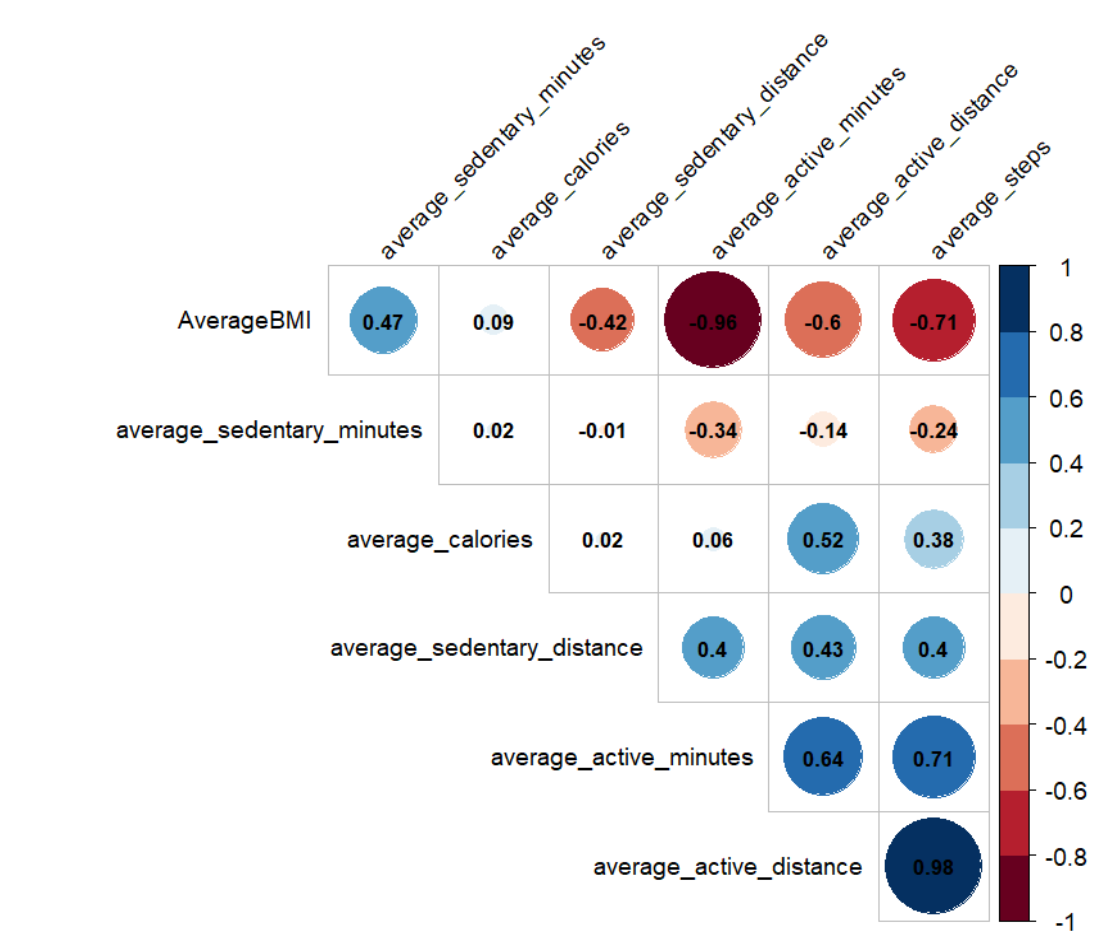 average_sedentary_minutes
average_calories
average_sedentary_distance
average_active_minutes
average_active_distance
average_steps
AverageBMI 0.47 0.09 -0.42 -0.96 -0.6 -0.71
average_sedentary_minutes 0.02 -0.01 -0.34 -0.14 -0.24
average_calories 0.02 0.06 0.52 0.38
average_sedentary_distance 0.4 0.43 0.4
average_active_minutes 0.64 0.71
average_active_distance 0.98
1
0.8
0.6
0.4
0.2
0
-0.2
-0.4
-0.6
-0.8
-1